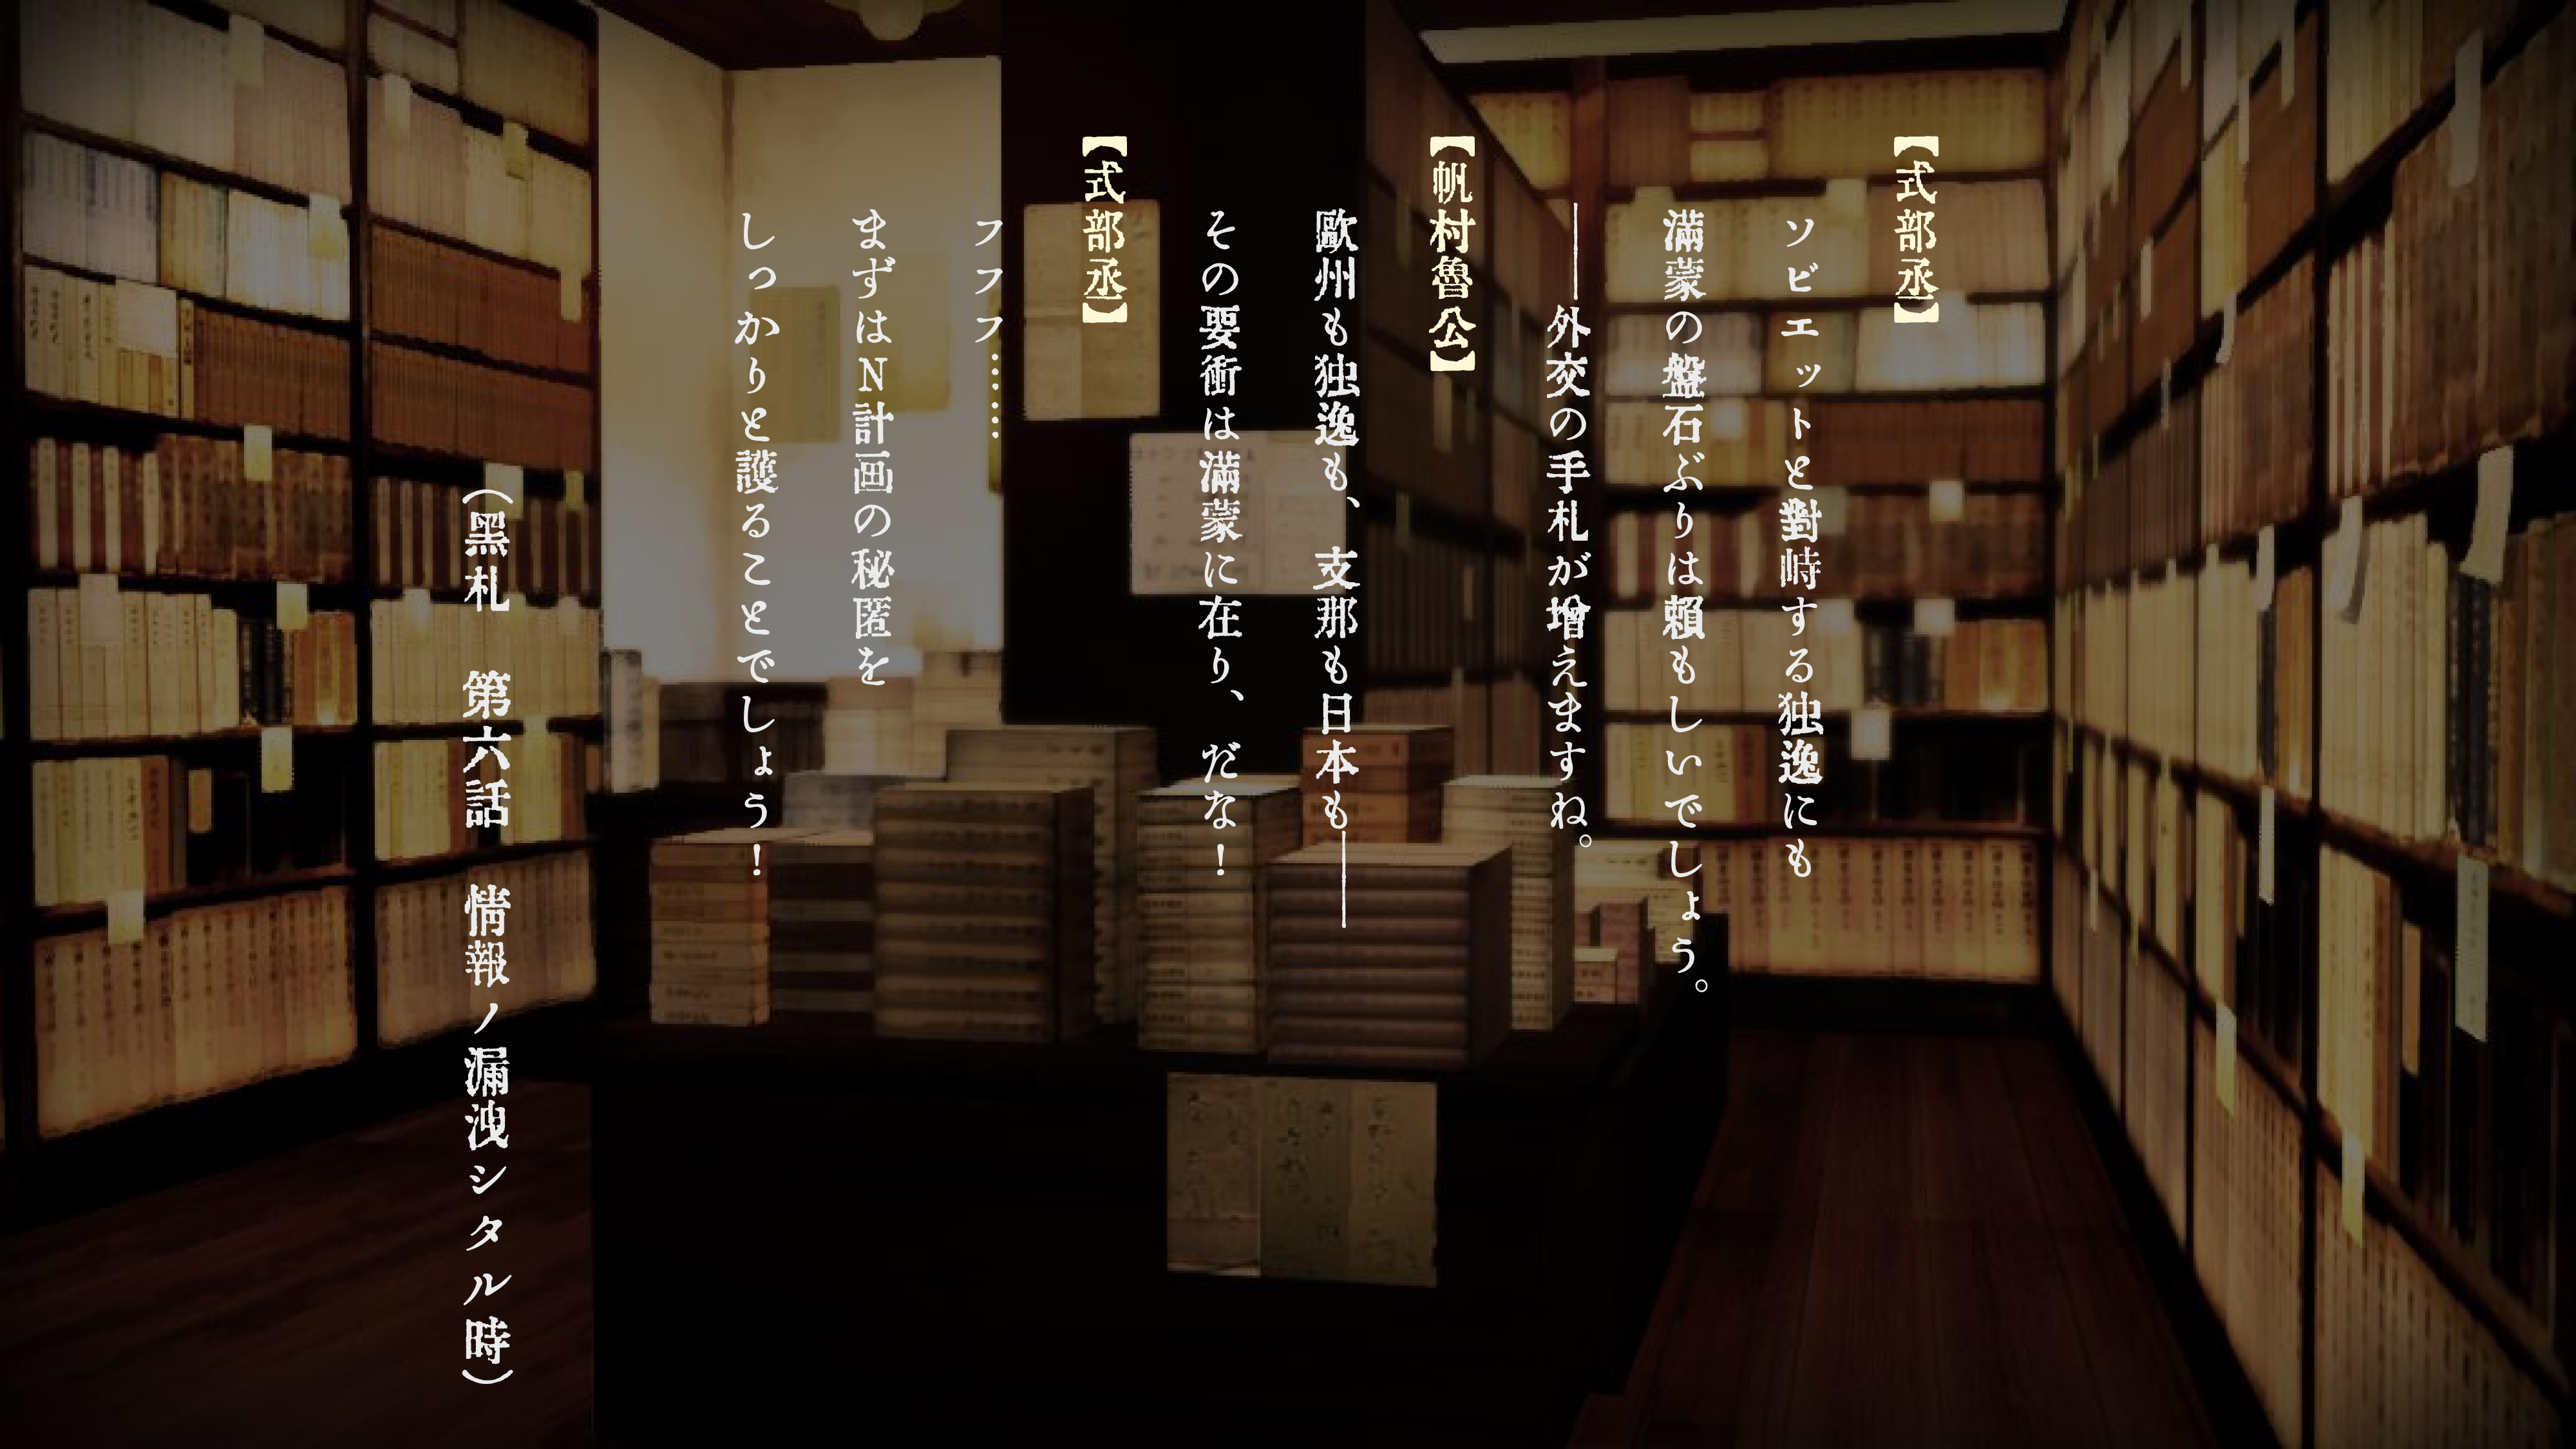 【式部丞】
ソビエットと對峙する独逸にも
滿蒙の盤石ぶりは賴もしいでしょう。
――外交の手札が增えますね。
【帆村魯公】
歐州も独逸も、支那も日本も――
その要衝は滿蒙に在り、だな！
【式部丞】
フフフ……
まずはN計画の秘匿を
しっかりと護ることでしょう！
（黑札　第六話　情報ノ漏洩シタル時）